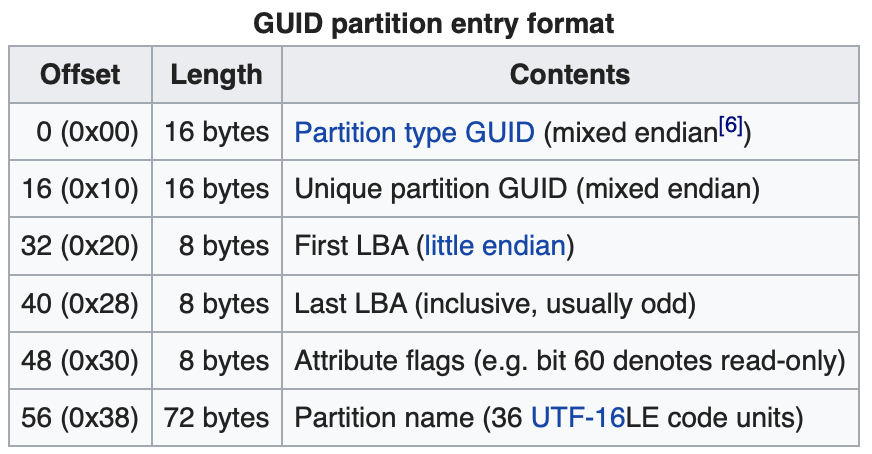 GUID partition entry format
Offset Length Contents
0 (0x00) 16 bytes Partition type GUID (mixed endian[6])
16 (0x10) 16 bytes Unique partition GUID (mixed endian)
32 (0x20) 8 bytes First LBA (little endian)
40 (0x28) 8 bytes Last LBA (inclusive, usually odd)
48 (0x30) 8 bytes Attribute flags (e.g. bit 60 denotes read-only)
56 (0x38) 72 bytes Partition name (36 UTF-16LE code units)